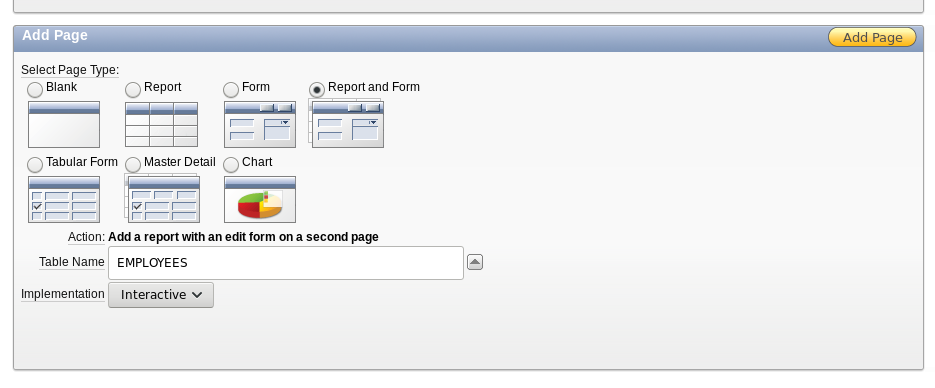 Add Page Add Page
Select Page Type:
Blank Report Form Report and Form
Tabular Form Master Detail Chart
Action: Add a report with an edit form on a second page
Table Name EMPLOYEES
Implementation Interactive